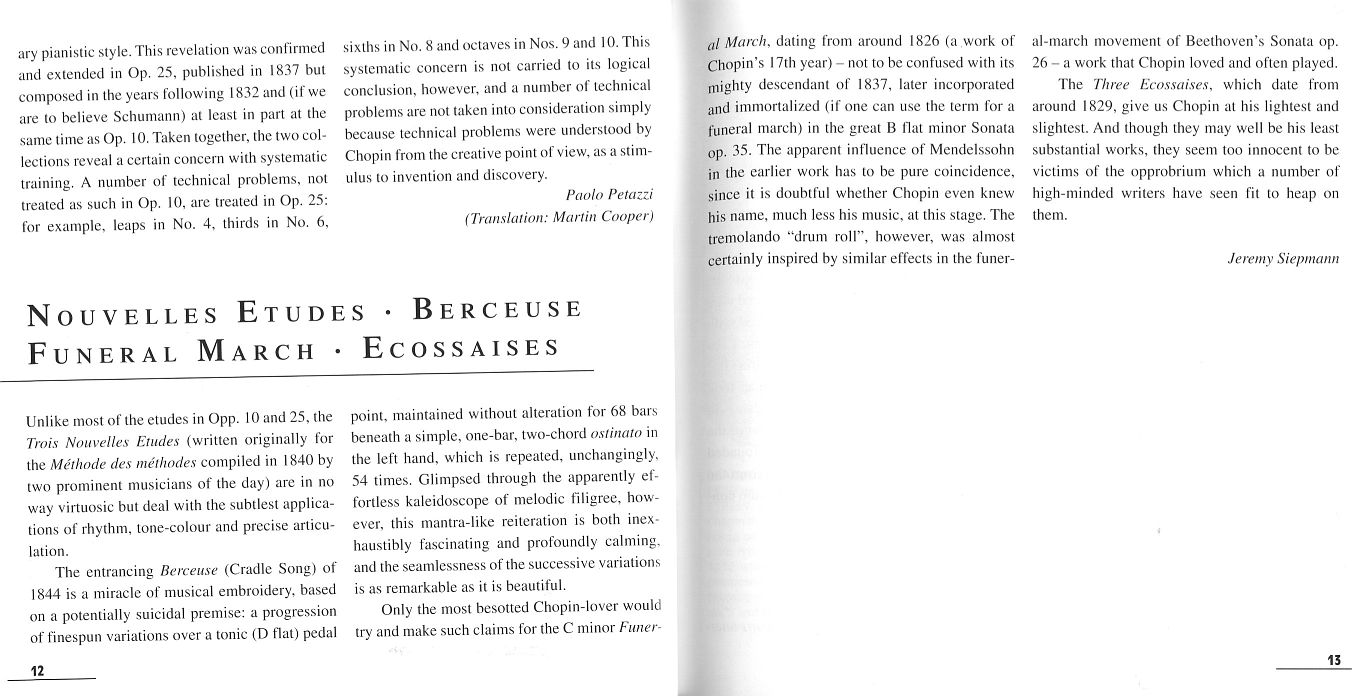 ary pianistic style. This revelation was confirmed
and extended in Op. 25, published in 1837 but
composed in the years following 1832 and (if we
are to believe Schumann) at least in part at the
same time as Op. 10. Taken together, the two col-
lections reveal a certain concern with systematic
training. A number of technical problems, not
treated as such in Op. 10, are treated in Op. 25:
for example, leaps in No. 4, thirds in No. 6,
sixths in No. 8 and octaves in Nos. 9 and 10. This
systematic concern is not carried to its logical
conclusion, however, and a number of technical
problems are not taken into consideration simply
because technical problems were understood by
Chopin from the creative point of view, as a stim-
ulus to invention and discovery.
Paolo Petazzi
(Translation: Martin Cooper)
NOUVELLES ETUDES · BERCEUSE
FUNERAL MARCH · ECOSSAISES
Unlike most of the etudes in Opp. 10 and 25, the
Trois Nouvelles Etudes (written originally for
the Méthode des méthodes compiled in 1840 by
two prominent musicians of the day) are in no
way virtuosic but deal with the subtlest applica-
tions of rhythm, tone-colour and precise articu-
lation.
The entrancing Berceuse (Cradle Song) of
1844 is a miracle of musical embroidery, based
on a potentially suicidal premise: a progression
of finespun variations over a tonic (D flat) pedal
point, maintained without alteration for 68 bars
beneath a simple, one-bar, two-chord ostinato in
the left hand, which is repeated, unchangingly,
54 times. Glimpsed through the apparently ef-
fortless kaleidoscope of melodic filigree, how-
ever, this mantra-like reiteration is both inex-
haustibly fascinating and profoundly calming,
and the seamlessness of the successive variations
is as remarkable as it is beautiful.
Only the most besotted Chopin-lover would
try and make such claims for the C minor Funer-
12
al March, dating from around 1826 (a work of
Chopin's 17th year) – not to be confused with its
mighty descendant of 1837, later incorporated
and immortalized (if one can use the term for a
funeral march) in the great B flat minor Sonata
op. 35. The apparent influence of Mendelssohn
in the earlier work has to be pure coincidence,
since it is doubtful whether Chopin even knew
his name, much less his music, at this stage. The
tremolando “drum roll”, however, was almost
certainly inspired by similar effects in the funer-
al-march movement of Beethoven's Sonata op.
26 – a work that Chopin loved and often played.
The Three Ecossaises, which date from
around 1829, give us Chopin at his lightest and
slightest. And though they may well be his least
substantial works, they seem too innocent to be
victims of the opprobrium which a number of
high-minded writers have seen fit to heap on
them.
Jeremy Siepmann
13